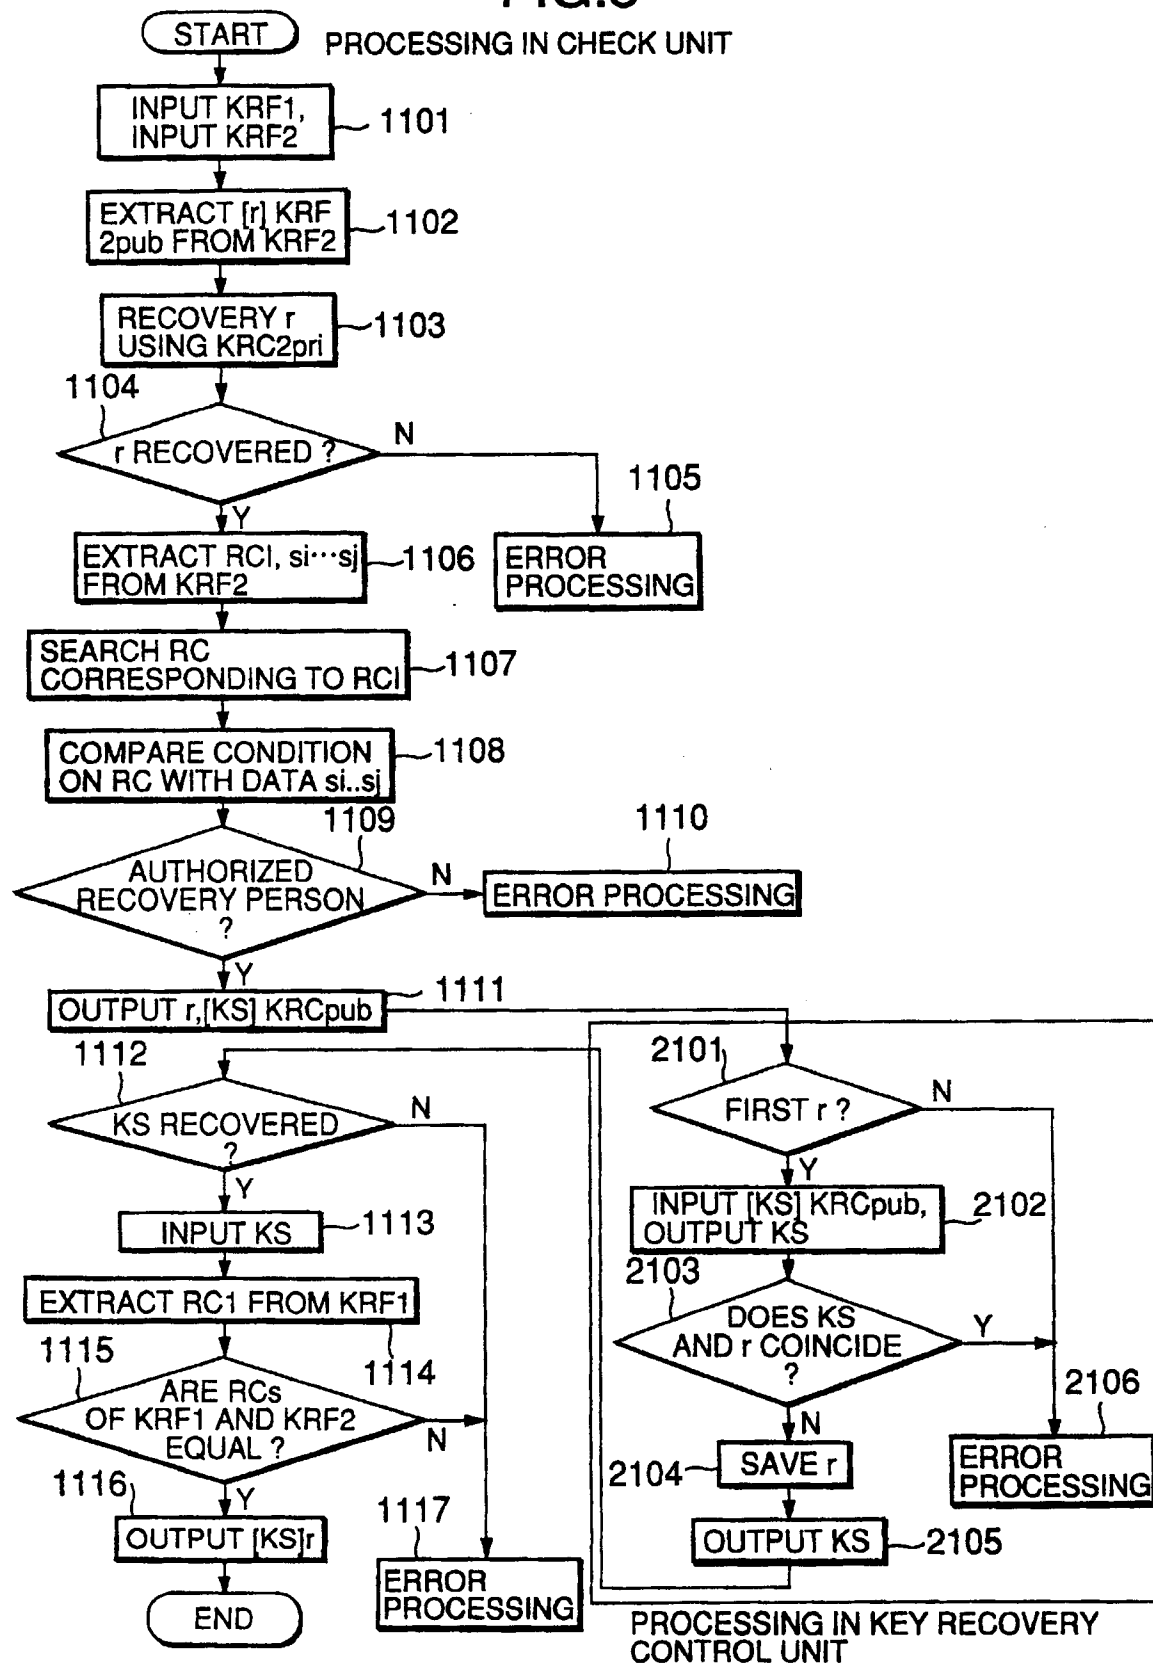 START
PROCESSING IN CHECK UNIT
INPUT KRF1,
INPUT KRF2
1101
EXTRACT [r] KRF
2pub FROM KRF2
1102
RECOVERY r
USING KRC2pri
1103
1104
r RECOVERED ?
N
Y
1105
ERROR
PROCESSING
EXTRACT RCI, si···sj
FROM KRF2
1106
SEARCH RC
CORRESPONDING TO RCI
1107
COMPARE CONDITION
ON RC WITH DATA si..sj
1108
1109
AUTHORIZED
RECOVERY PERSON
?
N
Y
1110
ERROR PROCESSING
OUTPUT r,[KS] KRCpub
1111
1112
KS RECOVERED
?
N
Y
INPUT KS
1113
EXTRACT RC1 FROM KRF1
1114
1115
ARE RCs
OF KRF1 AND KRF2
EQUAL ?
N
Y
1116
OUTPUT [KS]r
END
1117
ERROR
PROCESSING
2101
FIRST r ?
N
Y
INPUT [KS] KRCpub,
OUTPUT KS
2102
2103
DOES KS
AND r COINCIDE
?
Y
N
2104
SAVE r
2106
ERROR
PROCESSING
OUTPUT KS
2105
PROCESSING IN KEY RECOVERY
CONTROL UNIT